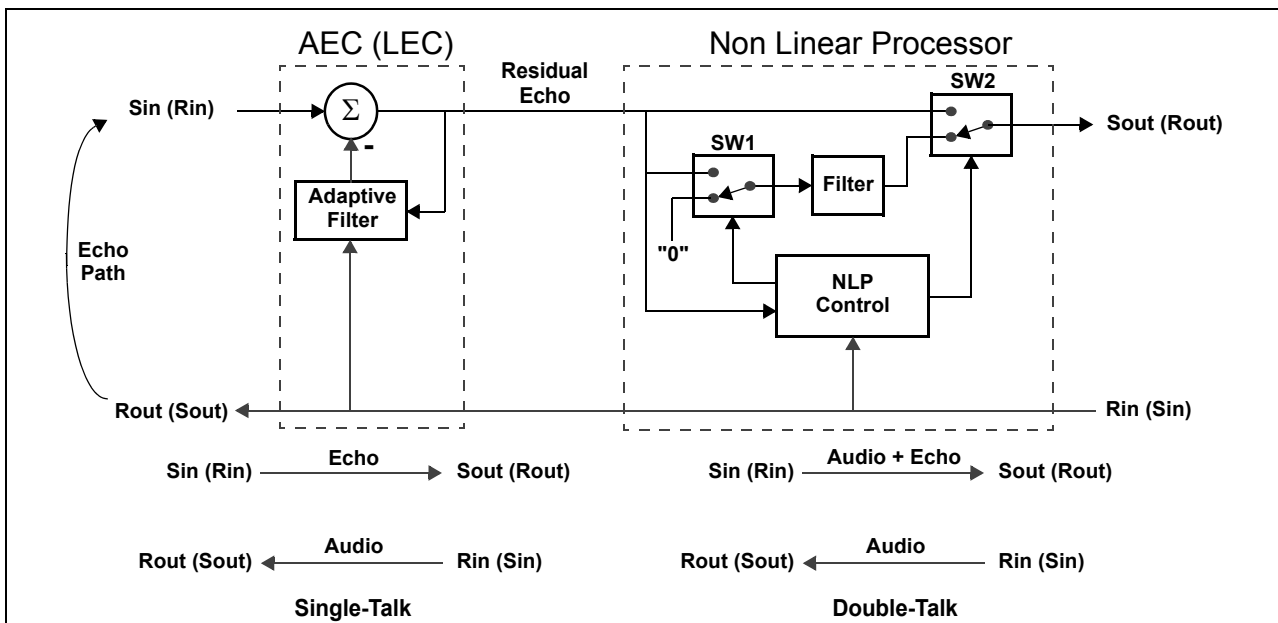 AEC (LEC)
Non Linear Processor
Residual
Echo
SW2
Sin (Rin)
Σ
Sout (Rout)
-
SW1
Filter
Adaptive
Filter
"0"
Echo
Path
NLP
Control
Rout (Sout)
Rin (Sin)
Sin (Rin)
Echo
Sout (Rout)
Sin (Rin)
Audio + Echo
Sout (Rout)
Rout (Sout)
Audio
Rin (Sin)
Rout (Sout)
Audio
Rin (Sin)
Single-Talk
Double-Talk